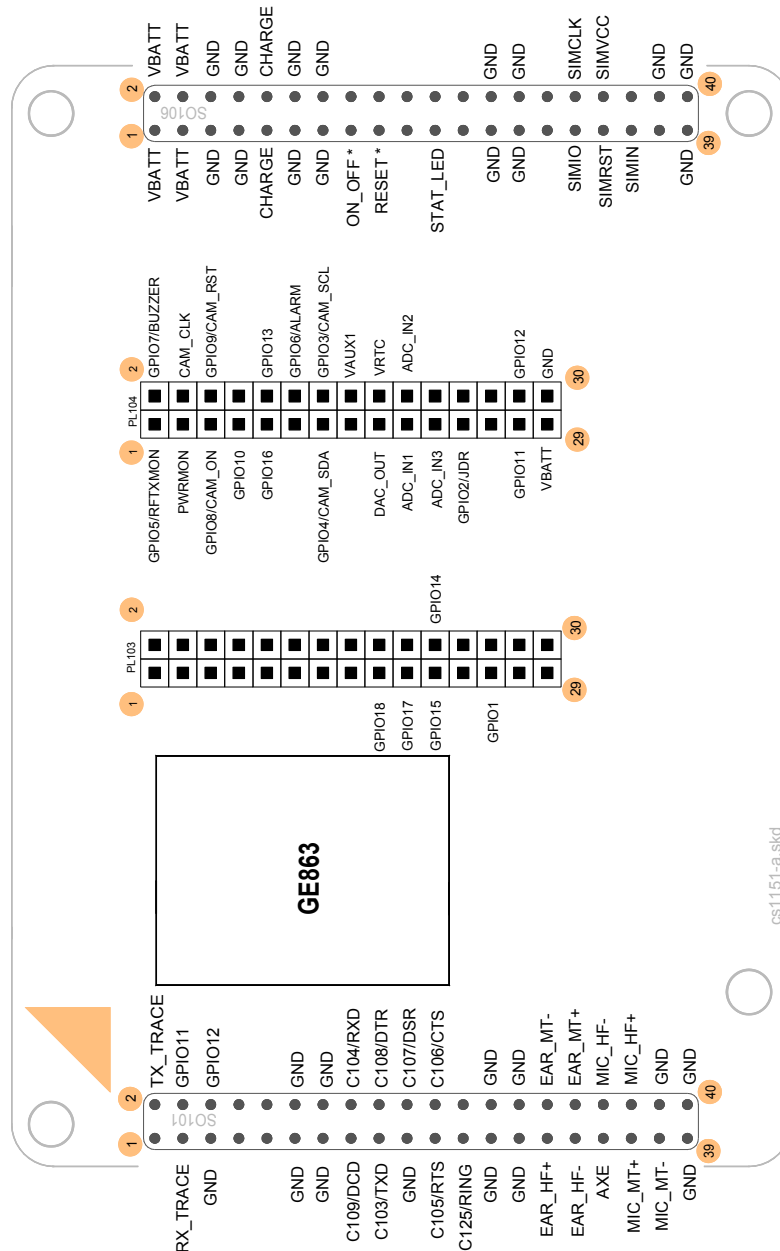 2
VBATT
VBATT
GND
GND
CHARGE
GND
GND
GND
GND
SIMCLK
SIMVCC
GND
GND
40
SO106
1
VBATT
VBATT
GND
GND
CHARGE
GND
GND
ON_OFF *
RESET *
STAT_LED
GND
GND
SIMIO
SIMRST
SIMIN
GND
39
2
GPIO7/BUZZER
CAM_CLK
GPIO9/CAM_RST
GPIO13
GPIO6/ALARM
GPIO3/CAM_SCL
VAUX1
VRTC
ADC_IN2
GPIO12
GND
30
PL104
1
GPIO5/RFTXMON
PWRMON
GPIO8/CAM_ON
GPIO10
GPIO16
GPIO4/CAM_SDA
DAC_OUT
ADC_IN1
ADC_IN3
GPIO2/JDR
GPIO11
VBATT
29
2
GPIO14
30
PL103
1
GPIO18
GPIO17
GPIO15
GPIO1
29
GE863
cs1151-a.skd
2
TX_TRACE
GPIO11
GPIO12
GND
GND
C104/RXD
C108/DTR
C107/DSR
C106/CTS
GND
GND
EAR_MT-
EAR_MT+
MIC_HF-
MIC_HF+
GND
GND
40
SO101
1
RX_TRACE
GND
GND
GND
C109/DCD
C103/TXD
GND
C105/RTS
C125/RING
GND
GND
EAR_HF+
EAR_HF-
AXE
MIC_MT+
MIC_MT-
GND
39